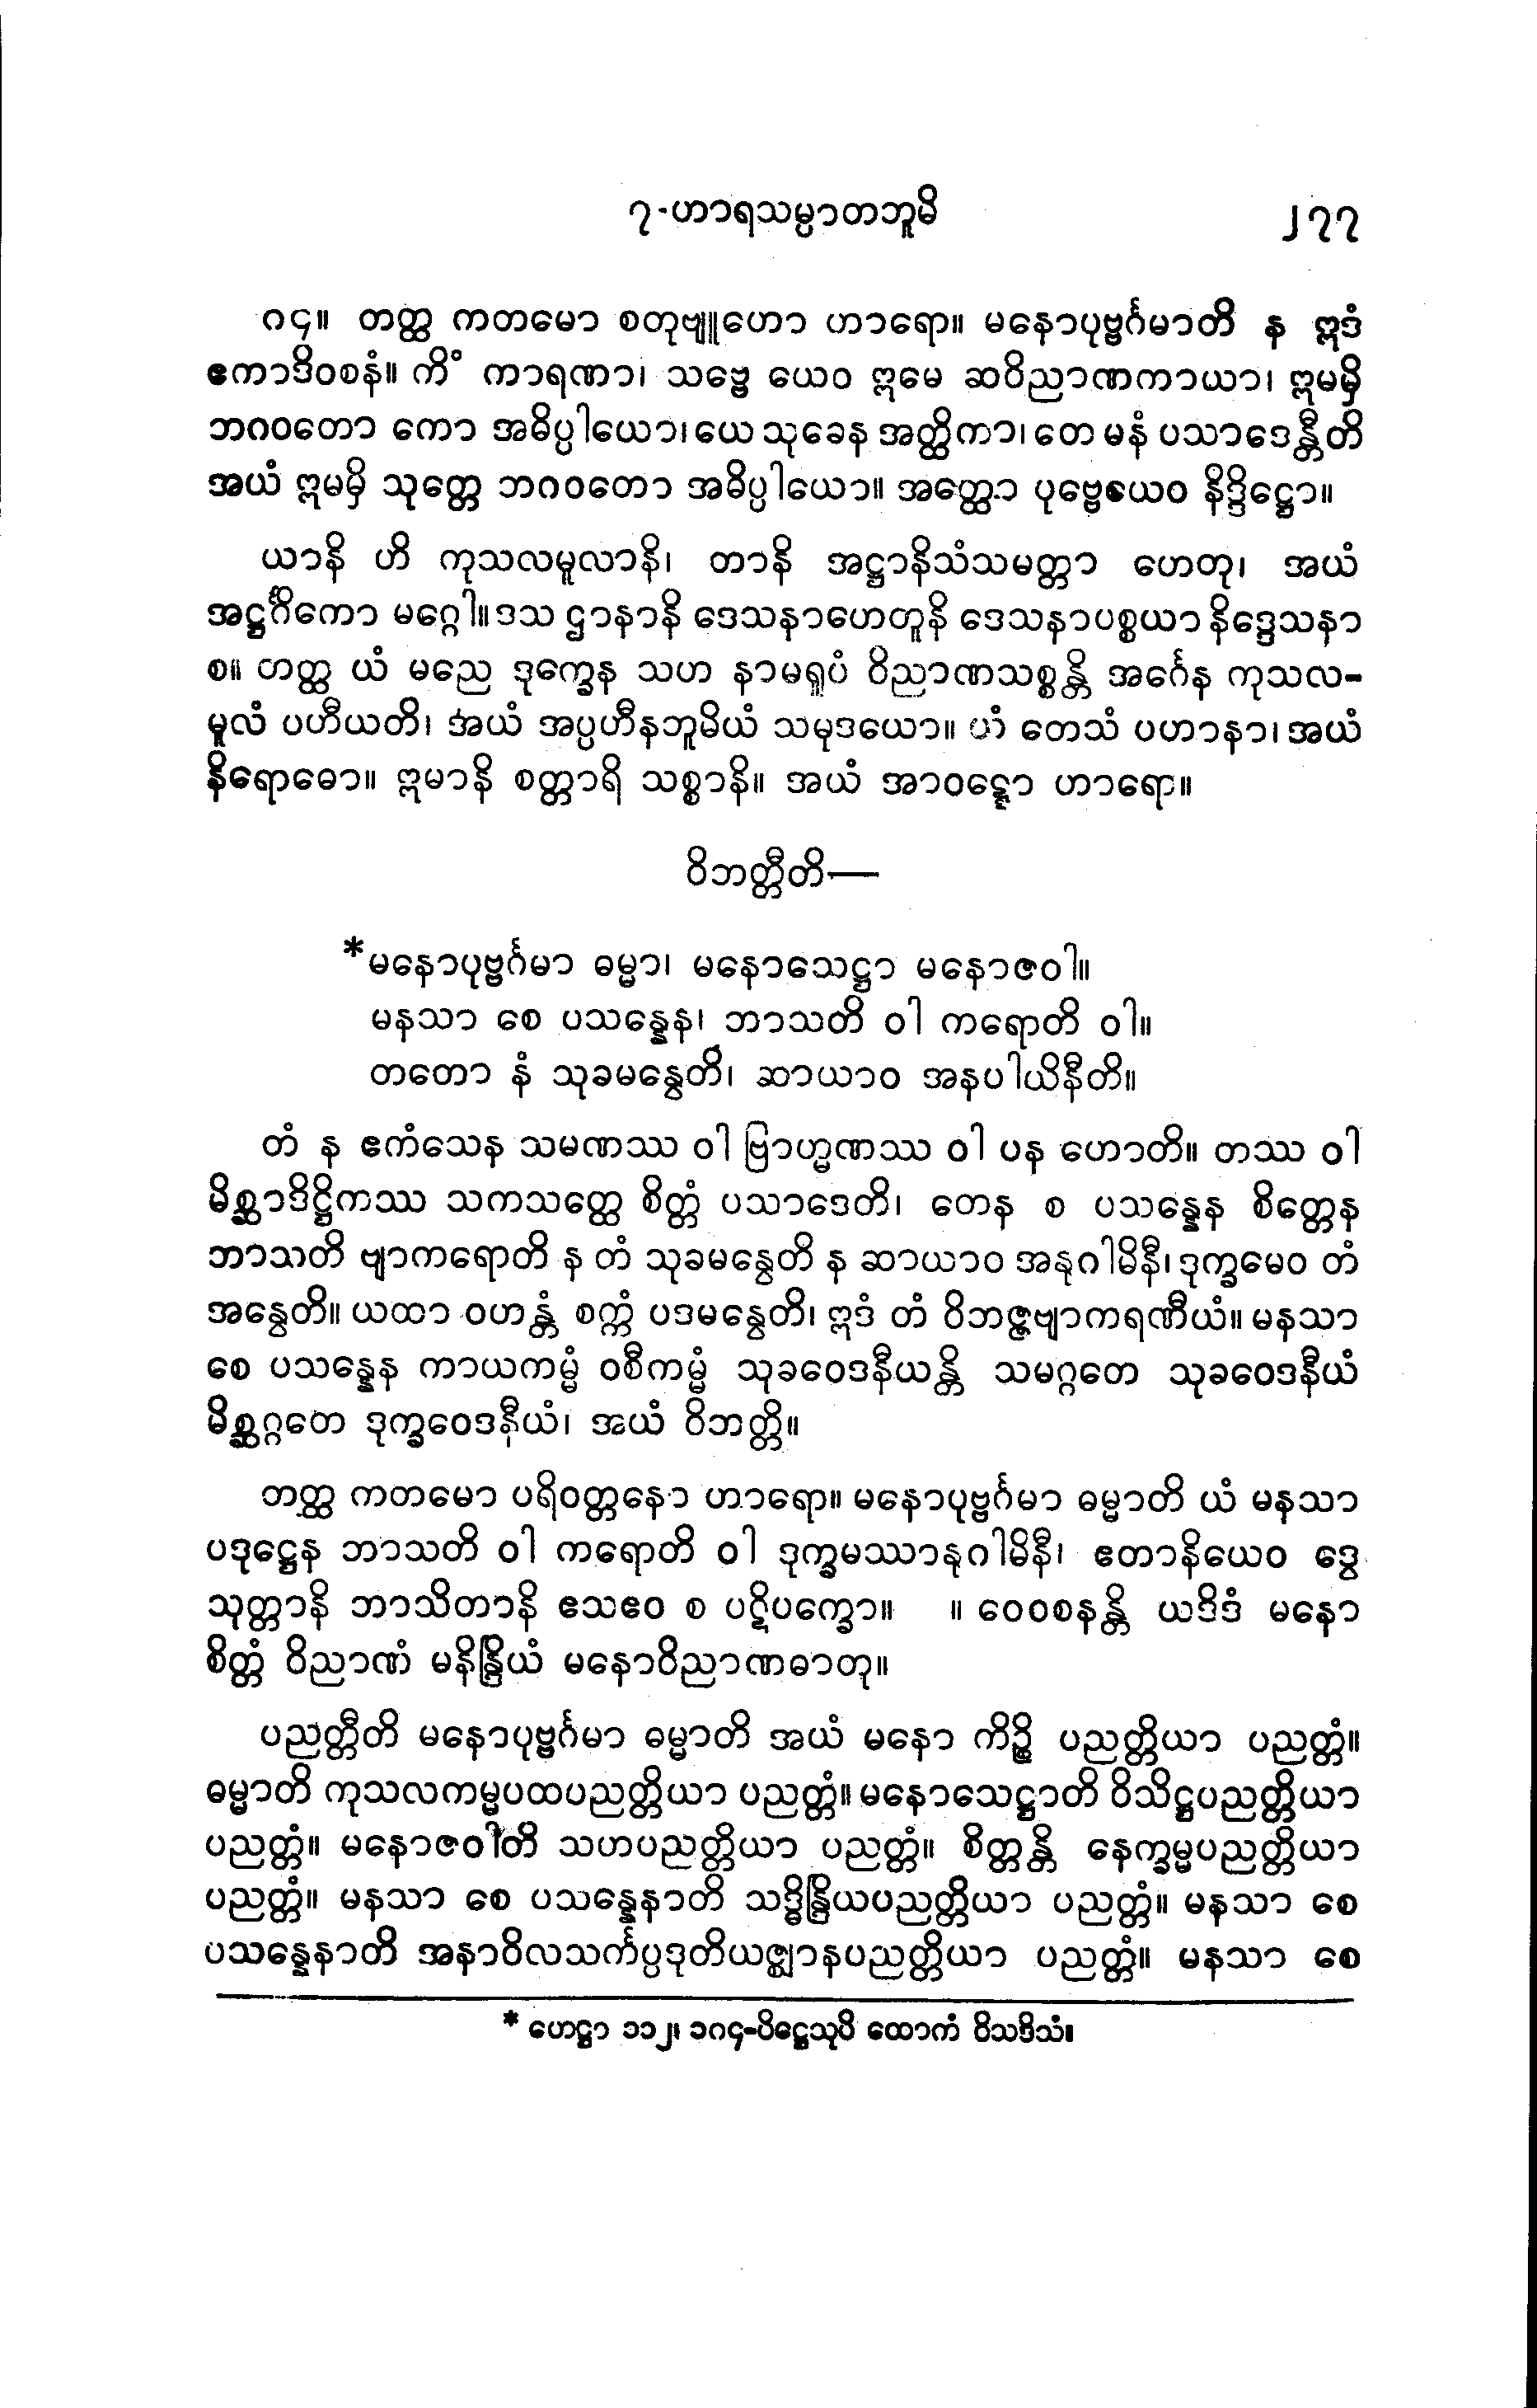 ၇-ဟာရသမ္ပာတဘူမိ ၂၇၇
၈၄။ တတ္ထ ကတမော စတုဗျူဟော ဟာရော။ မနောပုဗ္ဗင်္ဂမာတိ န ဣဒံ
ဧကာဒိဝစနံ။ ကိံ ကာရဏာ၊ သဗ္ဗေ ယေဝ ဣမေ ဆဝိညာဏကာယာ၊ ဣမမှိ
ဘဂဝတော ကော အဓိပ္ပါယော၊ ယေ သုခေန အတ္ထိကာ၊ တေ မနံ ပသာဒေန္တီတိ
အယံ ဣမမှိ သုတ္တေ ဘဂဝတော အဓိပ္ပါယော။ အတ္ထော ပုဗ္ဗေယေဝ နိဒ္ဒိဋ္ဌော။
ယာနိ ဟိ ကုသလမူလာနိ၊ တာနိ အဋ္ဌာနိသံသမတ္တာ ဟေတု၊ အယံ
အဋ္ဌင်္ဂိကော မဂ္ဂေါ။ ဒသ ဌာနာနိ ဒေသနာဟေတူနိ ဒေသနာပစ္စယာ နိဒ္ဒေသနာ
စ။ တတ္ထ ယံ မညေ ဒုက္ခေန သဟ နာမရူပံ ဝိညာဏသစ္စန္တိ အင်္ဂေန ကုသလ-
မူလံ ပဟီယတိ၊ အယံ အပ္ပဟီနဘူမိယံ သမုဒယော။ ယံ တေသံ ပဟာနာ၊ အယံ
နိရောဓော။ ဣမာနိ စတ္တာရိ သစ္စာနိ။ အယံ အာဝဋ္ဋော ဟာရော။
ဝိဘတ္တီတိ—
*မနောပုဗ္ဗင်္ဂမာ ဓမ္မာ၊ မနောသေဋ္ဌာ မနောဇဝါ။
မနသာ စေ ပသန္နေန၊ ဘာသတိ ဝါ ကရောတိ ဝါ။
တတော နံ သုခမနွေတိ၊ ဆာယာဝ အနပါယိနီတိ။
တံ န ဧကံသေန သမဏဿ ဝါ ဗြာဟ္မဏဿ ဝါ ပန ဟောတိ။ တဿ ဝါ
မိစ္ဆာဒိဋ္ဌိကဿ သကသတ္ထေ စိတ္တံ ပသာဒေတိ၊ တေန စ ပသန္နေန စိတ္တေန
ဘာသတိ ဗျာကရောတိ န တံ သုခမနွေတိ န ဆာယာဝ အနုဂါမိနီ၊ ဒုက္ခမေဝ တံ
အနွေတိ။ ယထာ ဝဟန္တံ စက္ကံ ပဒမနွေတိ၊ ဣဒံ တံ ဝိဘဇ္ဇဗျာကရဏီယံ။ မနသာ
စေ ပသန္နေန ကာယကမ္မံ ဝစီကမ္မံ သုခဝေဒနီယန္တိ သမဂ္ဂတေ သုခဝေဒနီယံ
မိစ္ဆဂ္ဂတေ ဒုက္ခဝေဒနီယံ၊ အယံ ဝိဘတ္တိ။
တတ္ထ ကတမော ပရိဝတ္တနော ဟာရော။ မနောပုဗ္ဗင်္ဂမာ ဓမ္မာတိ ယံ မနသာ
ပဒုဋ္ဌေန ဘာသတိ ဝါ ကရောတိ ဝါ ဒုက္ခမဿာနုဂါမိနီ၊ ဧတာနိယေဝ ဒွေ
သုတ္တာနိ ဘာသိတာနိ ဧသဧဝ စ ပဋိပက္ခော။ ။ ဝေဝစနန္တိ ယဒိဒံ မနော
စိတ္တံ ဝိညာဏံ မနိန္ဒြိယံ မနောဝိညာဏဓာတု။
ပညတ္တီတိ မနောပုဗ္ဗင်္ဂမာ ဓမ္မာတိ အယံ မနော ကိဉ္စိ ပညတ္တိယာ ပညတ္တံ။
ဓမ္မာတိ ကုသလကမ္မပထပညတ္တိယာ ပညတ္တံ။ မနောသေဋ္ဌာတိ ဝိသိဋ္ဌပညတ္တိယာ
ပညတ္တံ။ မနောဇဝါတိ သဟပညတ္တိယာ ပညတ္တံ။ စိတ္တန္တိ နေက္ခမ္မပညတ္တိယာ
ပညတ္တံ။ မနသာ စေ ပသန္နေနာတိ သဒ္ဓိန္ဒြိယပညတ္တိယာ ပညတ္တံ။ မနသာ စေ
ပသန္နေနာတိ အနာဝိလသင်္ကပ္ပဒုတိယဇ္ဈာနပညတ္တိယာ ပညတ္တံ။ မနသာ စေ
* ဟေဋ္ဌာ ၁၁၂၊ ၁၈၄-ပိဋ္ဌေသုပိ ထောကံ ဝိသဒိသံ။